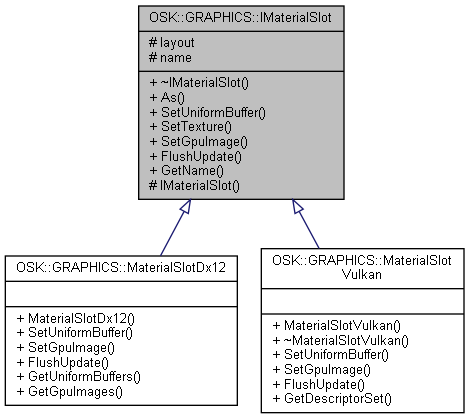 OSK::GRAPHICS::IMaterialSlot
# layout
# name
+ ~IMaterialSlot()
+ As()
+ SetUniformBuffer()
+ SetTexture()
+ SetGpuImage()
+ FlushUpdate()
+ GetName()
# IMaterialSlot()
OSK::GRAPHICS::MaterialSlotDx12
+ MaterialSlotDx12()
+ SetUniformBuffer()
+ SetGpuImage()
+ FlushUpdate()
+ GetUniformBuffers()
+ GetGpuImages()
OSK::GRAPHICS::MaterialSlot
Vulkan
+ MaterialSlotVulkan()
+ ~MaterialSlotVulkan()
+ SetUniformBuffer()
+ SetGpuImage()
+ FlushUpdate()
+ GetDescriptorSet()